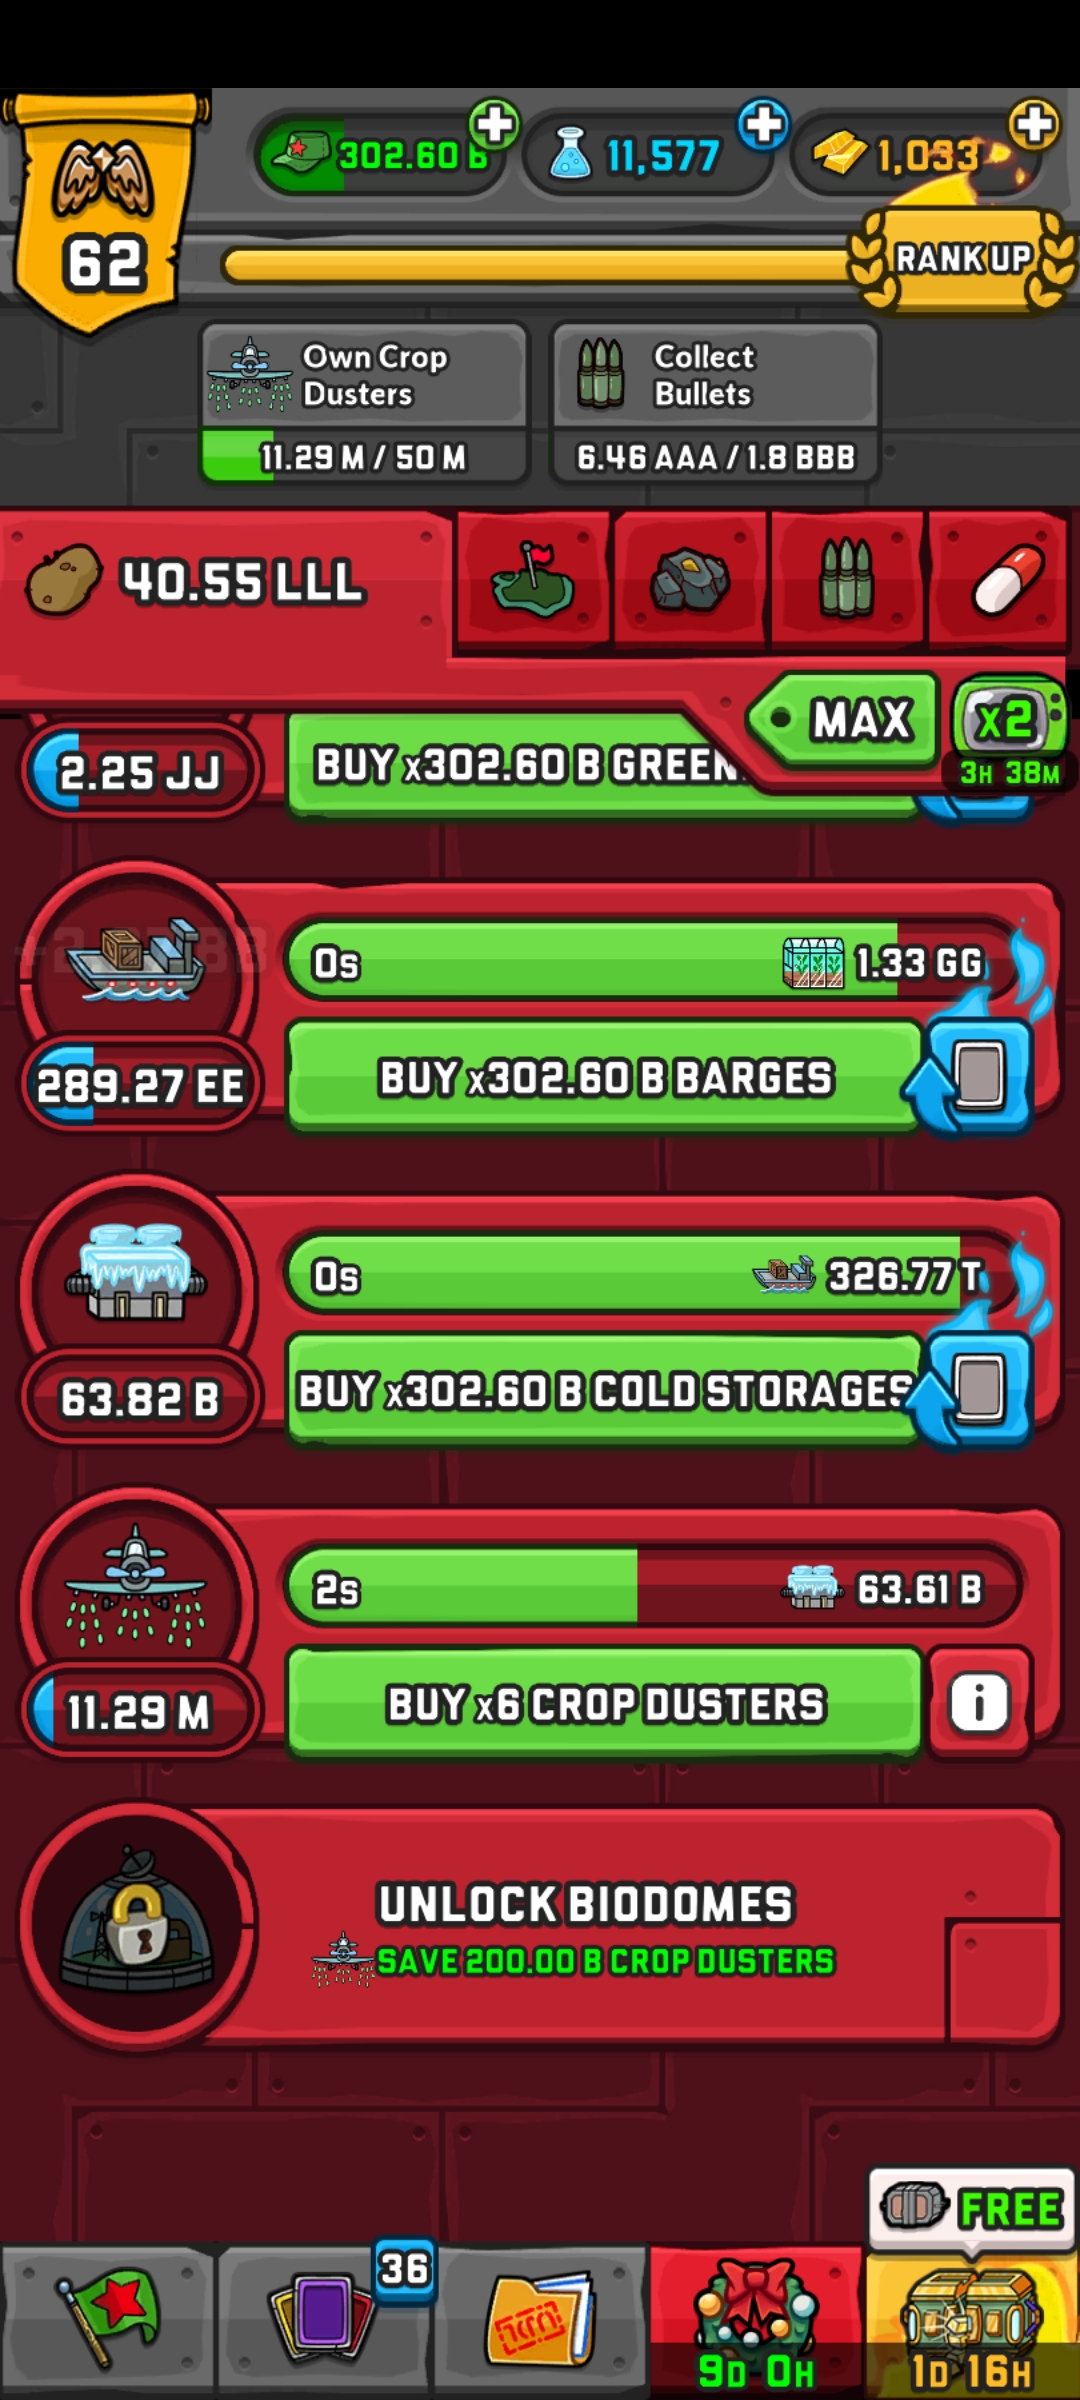 302.60 B
11,577
1,033
62
RANK UP
Own Crop
Dusters
11.29 M / 50 M
Collect
Bullets
6.46 AAA / 1.8 BBB
40.55 LLL
MAX
x2
3H 38M
2.25 JJ
BUY x302.60 B GREEN
0s
1.33 GG
289.27 EE
BUY x302.60 B BARGES
0s
326.77 T
63.82 B
BUY x302.60 B COLD STORAGES
2s
63.61 B
11.29 M
BUY x6 CROP DUSTERS
i
UNLOCK BIODOMES
SAVE 200.00 B CROP DUSTERS
FREE
36
9D 0H
1D 16H